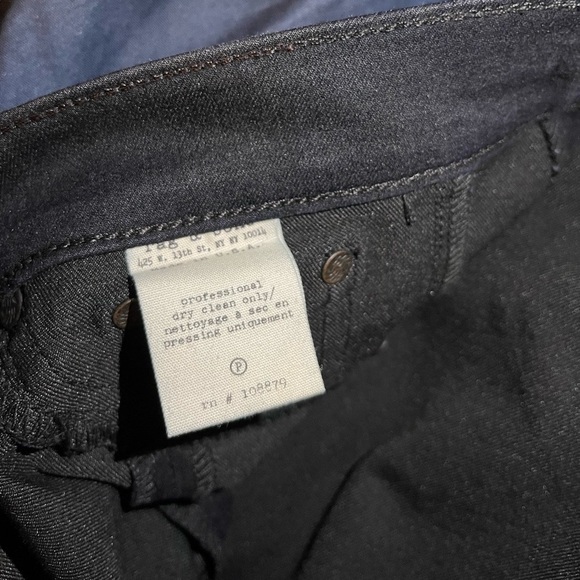 rag &
425 W. 13th St, NY NY 10014
professional
dry clean only/
nettoyage à sec en
pressing uniquement
P
rn # 108879